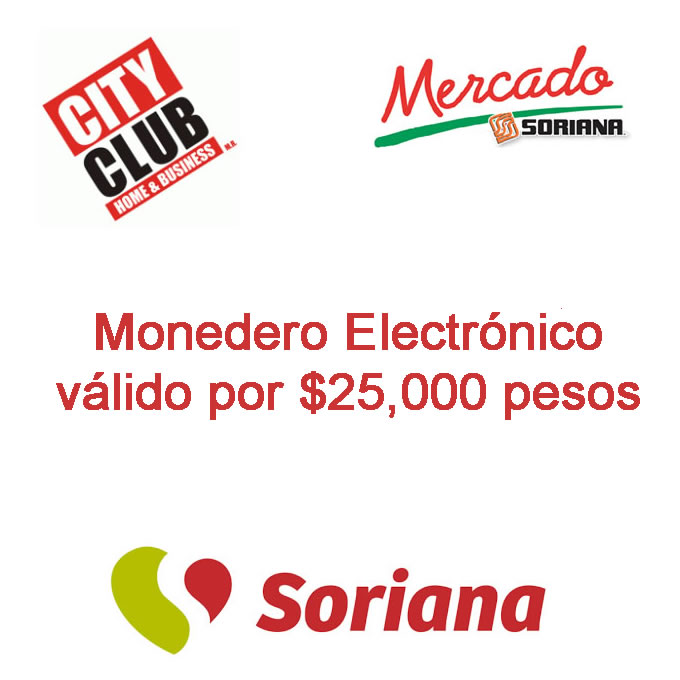 CITY
CLUB
HOME & BUSINESS M.R.
Mercado
SORIANA
Monedero Electrónico
válido por $25,000 pesos
Soriana